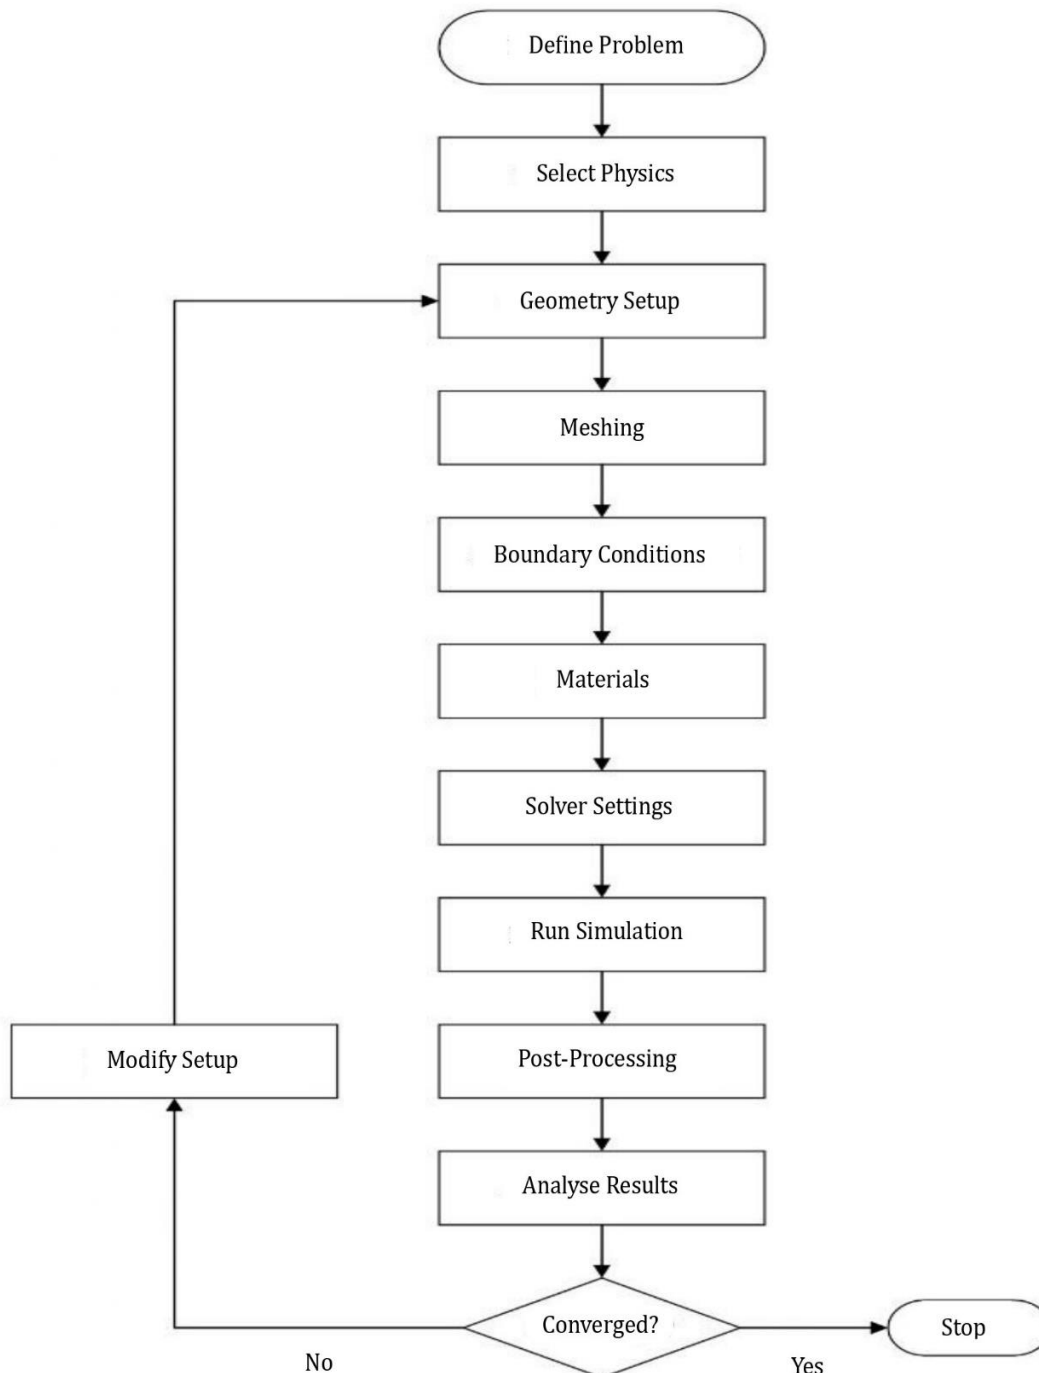 Define Problem
Select Physics
Geometry Setup
Meshing
Boundary Conditions
Materials
Solver Settings
Run Simulation
Modify Setup
Post-Processing
Analyse Results
Converged?
Stop
No
Yes